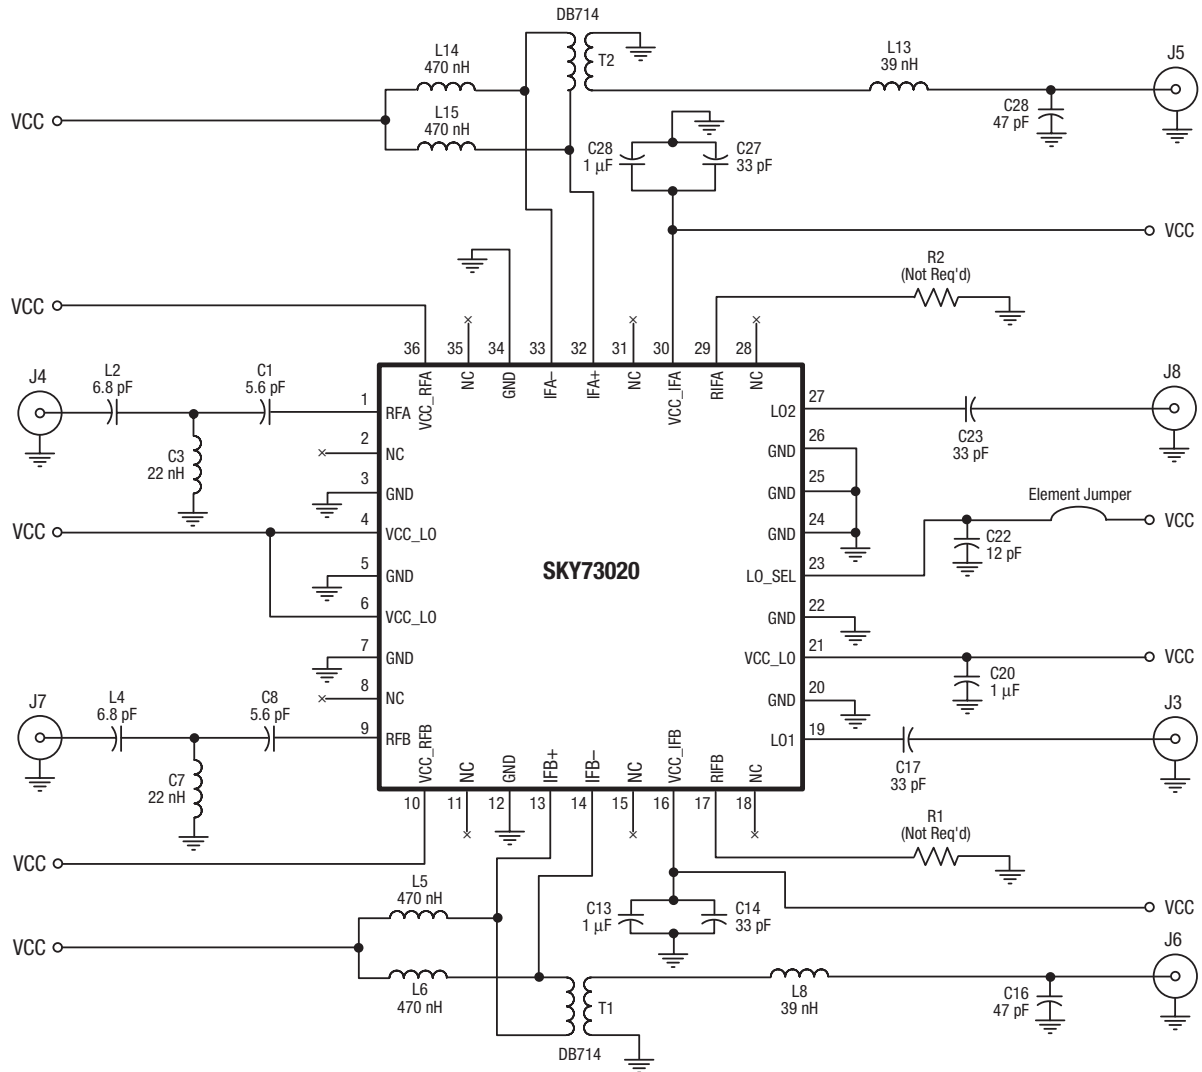 DB714
L14
470 nH
T2
L13
39 nH
J5
L15
470 nH
C28
47 pF
VCC
C28
1 µF
C27
33 pF
VCC
R2
(Not Req'd)
VCC
36
35
34
33
32
31
30
29
28
VCC_RFA
NC
GND
IFA–
IFA+
NC
VCC_IFA
RIFA
NC
J4
L2
6.8 pF
C1
5.6 pF
C3
22 nH
1
RFA
2
NC
3
GND
VCC
4
VCC_LO
5
GND
6
VCC_LO
7
GND
8
NC
9
RFB
J7
L4
6.8 pF
C8
5.6 pF
C7
22 nH
SKY73020
27
LO2
C23
33 pF
J8
26
GND
25
GND
24
GND
Element Jumper
VCC
C22
12 pF
23
LO_SEL
22
GND
21
VCC_LO
VCC
C20
1 µF
20
GND
19
LO1
C17
33 pF
J3
VCC_RFB
NC
GND
IFB+
IFB–
NC
VCC_IFB
RIFB
NC
10
11
12
13
14
15
16
17
18
R1
(Not Req'd)
VCC
L5
470 nH
C13
1 µF
C14
33 pF
VCC
VCC
L6
470 nH
T1
DB714
L8
39 nH
C16
47 pF
J6